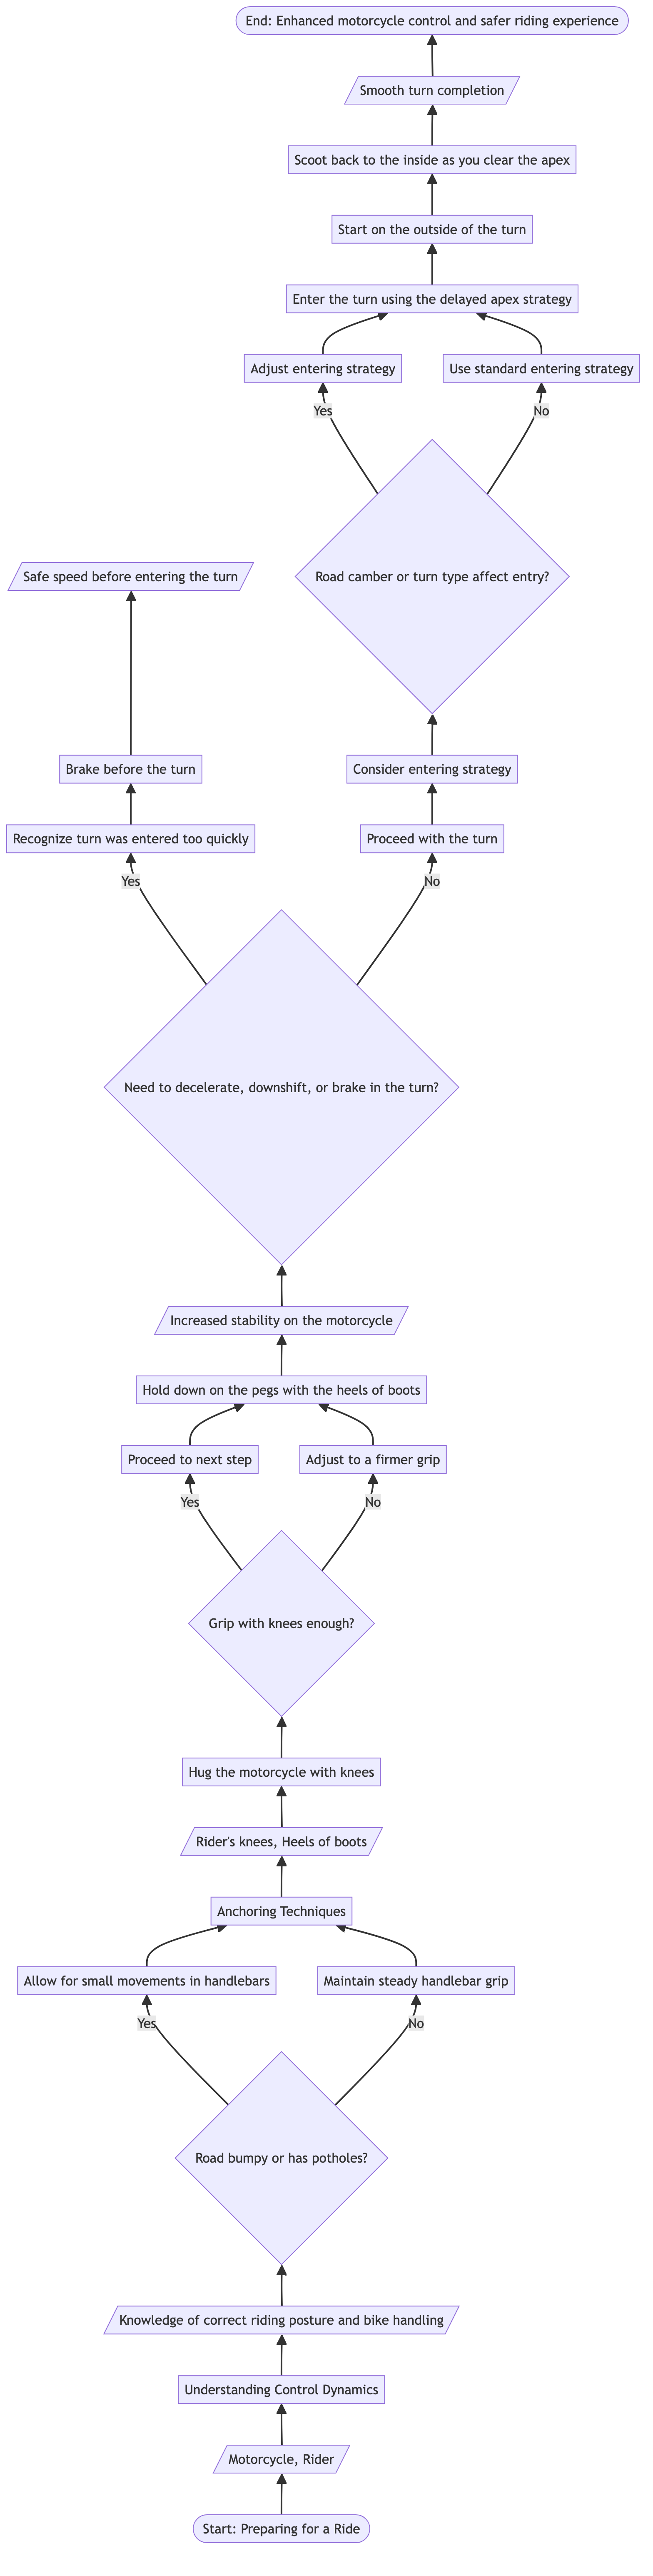 End: Enhanced motorcycle control and safer riding experience
Smooth turn completion
Scoot back to the inside as you clear the apex
Start on the outside of the turn
Enter the turn using the delayed apex strategy
Adjust entering strategy
Use standard entering strategy
Yes
No
Road camber or turn type affect entry?
Safe speed before entering the turn
Brake before the turn
Consider entering strategy
Recognize turn was entered too quickly
Proceed with the turn
Yes
No
Need to decelerate, downshift, or brake in the turn?
Increased stability on the motorcycle
Hold down on the pegs with the heels of boots
Proceed to next step
Adjust to a firmer grip
Yes
No
Grip with knees enough?
Hug the motorcycle with knees
Rider's knees, Heels of boots
Anchoring Techniques
Allow for small movements in handlebars
Maintain steady handlebar grip
Yes
No
Road bumpy or has potholes?
Knowledge of correct riding posture and bike handling
Understanding Control Dynamics
Motorcycle, Rider
Start: Preparing for a Ride